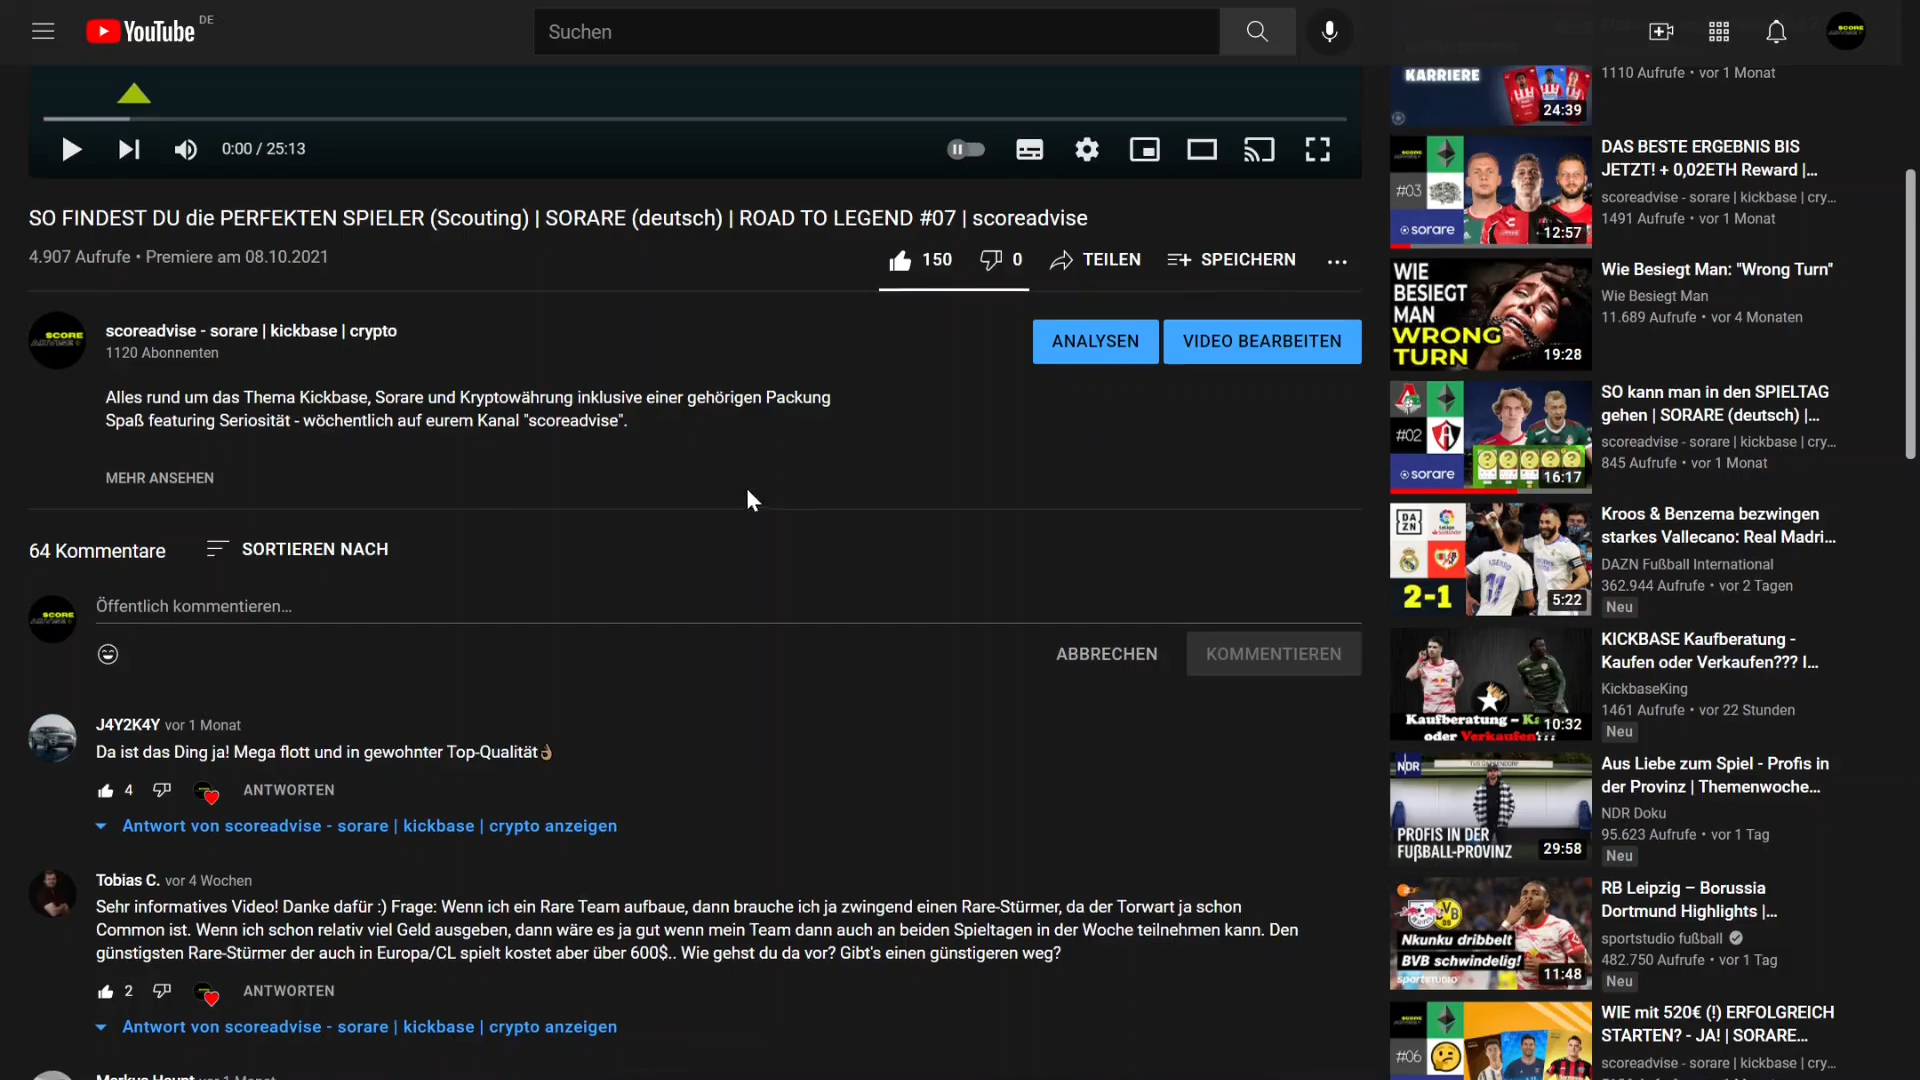 YouTube DE
Suchen
0:00 / 25:13
SO FINDEST DU die PERFEKTEN SPIELER (Scouting) | SORARE (deutsch) | ROAD TO LEGEND #07 | scoreadvise
4.907 Aufrufe • Premiere am 08.10.2021
150
0
TEILEN
SPEICHERN
scoreadvise - sorare | kickbase | crypto
1120 Abonnenten
ANALYSEN
VIDEO BEARBEITEN
Alles rund um das Thema Kickbase, Sorare und Kryptowährung inklusive einer gehörigen Packung
Spaß featuring Seriosität - wöchentlich auf eurem Kanal "scoreadvise".
MEHR ANSEHEN
64 Kommentare
SORTIEREN NACH
Öffentlich kommentieren...
ABBRECHEN
KOMMENTIEREN
J4Y2K4Y vor 1 Monat
Da ist das Ding ja! Mega flott und in gewohnter Top-Qualität👌🏽
4
ANTWORTEN
Antwort von scoreadvise - sorare | kickbase | crypto anzeigen
Tobias C. vor 4 Wochen
Sehr informatives Video! Danke dafür :) Frage: Wenn ich ein Rare Team aufbaue, dann brauche ich ja zwingend einen Rare-Stürmer, da der Torwart ja schon
Common ist. Wenn ich schon relativ viel Geld ausgeben, dann wäre es ja gut wenn mein Team dann auch an beiden Spieltagen in der Woche teilnehmen kann. Den
günstigsten Rare-Stürmer der auch in Europa/CL spielt kostet aber über 600$.. Wie gehst du da vor? Gibt's einen günstigeren weg?
2
ANTWORTEN
Antwort von scoreadvise - sorare | kickbase | crypto anzeigen
KARRIERE
24:39
1110 Aufrufe • vor 1 Monat
#03
sorare
12:57
DAS BESTE ERGEBNIS BIS
JETZT! + 0,02ETH Reward |...
scoreadvise - sorare | kickbase | cry...
1491 Aufrufe • vor 1 Monat
WIE
BESIEGT
MAN
WRONG
TURN
19:28
Wie Besiegt Man: "Wrong Turn"
Wie Besiegt Man
11.689 Aufrufe • vor 4 Monaten
#02
sorare
16:17
SO kann man in den SPIELTAG
gehen | SORARE (deutsch) |...
scoreadvise - sorare | kickbase | cry...
845 Aufrufe • vor 1 Monat
DAZN
2-1
11
5:22
Kroos & Benzema bezwingen
starkes Vallecano: Real Madri...
DAZN Fußball International
362.944 Aufrufe • vor 2 Tagen
Neu
Kaufberatung -
oder Verkaufen???
10:32
KICKBASE Kaufberatung -
Kaufen oder Verkaufen??? I...
KickbaseKing
1461 Aufrufe • vor 22 Stunden
Neu
NDR
PROFIS IN DER
FUẞBALL-PROVINZ
29:58
Aus Liebe zum Spiel - Profis in
der Provinz | Themenwoche...
NDR Doku
95.623 Aufrufe • vor 1 Tag
Neu
ZDF
Nkunku dribbelt
BVB schwindelig!
sportstudio
11:48
RB Leipzig – Borussia
Dortmund Highlights |...
sportstudio fußball
482.750 Aufrufe • vor 1 Tag
Neu
#06
WIE mit 520€ (!) ERFOLGREICH
STARTEN? - JA! | SORARE...
scoreadvise - sorare | kickbase | cry...